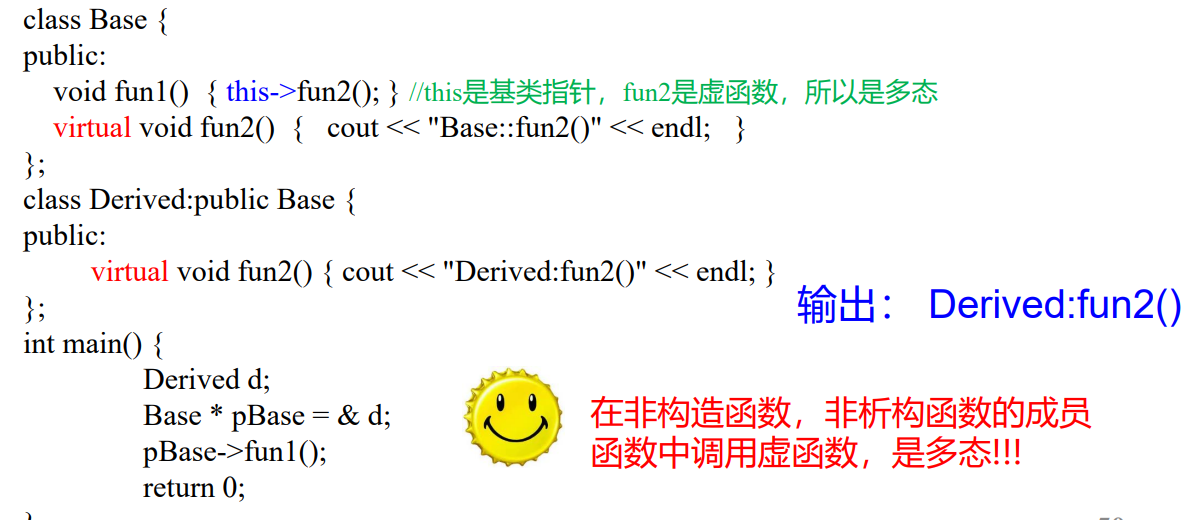 class Base {
public:
void fun1() { this->fun2(); } //this是基类指针，fun2是虚函数，所以是多态
virtual void fun2() { cout << "Base::fun2()" << endl; }
};
class Derived:public Base {
public:
virtual void fun2() { cout << "Derived:fun2()" << endl; }
};
输出： Derived:fun2()
int main() {
Derived d;
Base * pBase = & d;
pBase->fun1();
return 0;
在非构造函数，非析构函数的成员
函数中调用虚函数，是多态!!!